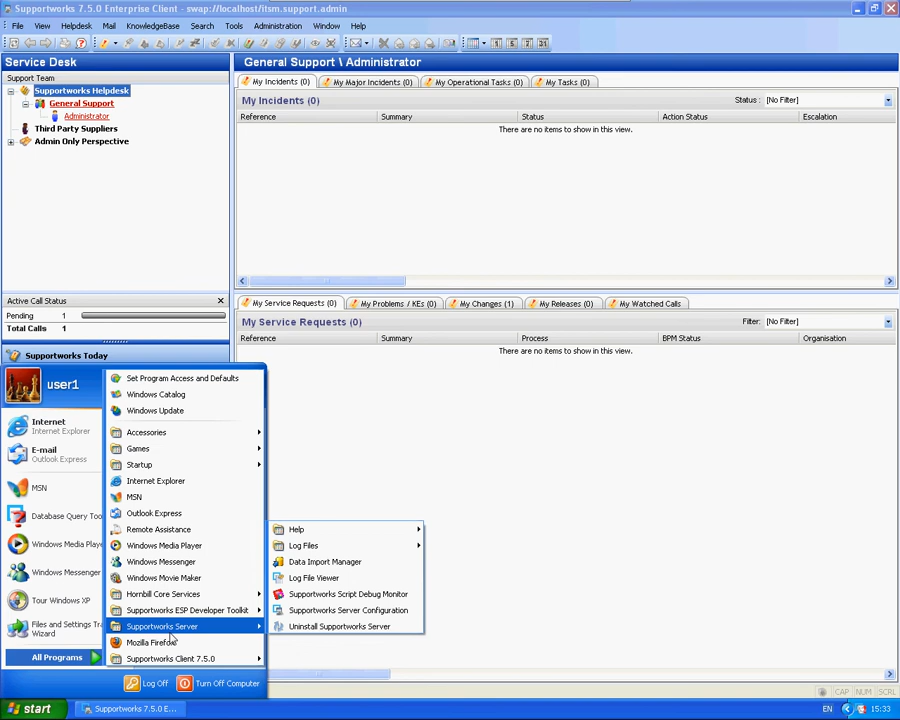 Supportworks 7.5.0 Enterprise Client - swap://localhost/itsm.support.admin
File View Helpdesk Mail KnowledgeBase Search Tools Administration Window Help
Service Desk
Support Team
Supportworks Helpdesk
General Support
Administrator
Third Party Suppliers
Admin Only Perspective
Active Call Status
Pending 1
Total Calls 1
Supportworks Today
General Support \ Administrator
My Incidents (0) My Major Incidents (0) My Operational Tasks (0) My Tasks (0)
My Incidents (0) Status : [No Filter]
Reference Summary Status Action Status Escalation
There are no items to show in this view.
My Service Requests (0) My Problems / KEs (0) My Changes (1) My Releases (0) My Watched Calls
My Service Requests (0) Filter: [No Filter]
Reference Summary Process BPM Status Organisation
There are no items to show in this view.
user1
Internet
Internet Explorer
E-mail
Outlook Express
MSN
Database Query Too
Windows Media Playe
Windows Messenger
Tour Windows XP
Files and Settings Tra
Wizard
All Programs
Set Program Access and Defaults
Windows Catalog
Windows Update
Accessories
Games
Startup
Internet Explorer
MSN
Outlook Express
Remote Assistance
Windows Media Player
Windows Messenger
Windows Movie Maker
Hornbill Core Services
Supportworks ESP Developer Toolkit
Supportworks Server
Mozilla Firefox
Supportworks Client 7.5.0
Help
Log Files
Data Import Manager
Log File Viewer
Supportworks Script Debug Monitor
Supportworks Server Configuration
Uninstall Supportworks Server
Log Off Turn Off Computer
CAP NUM SCRL
start Supportworks 7.5.0 E... EN 15:33